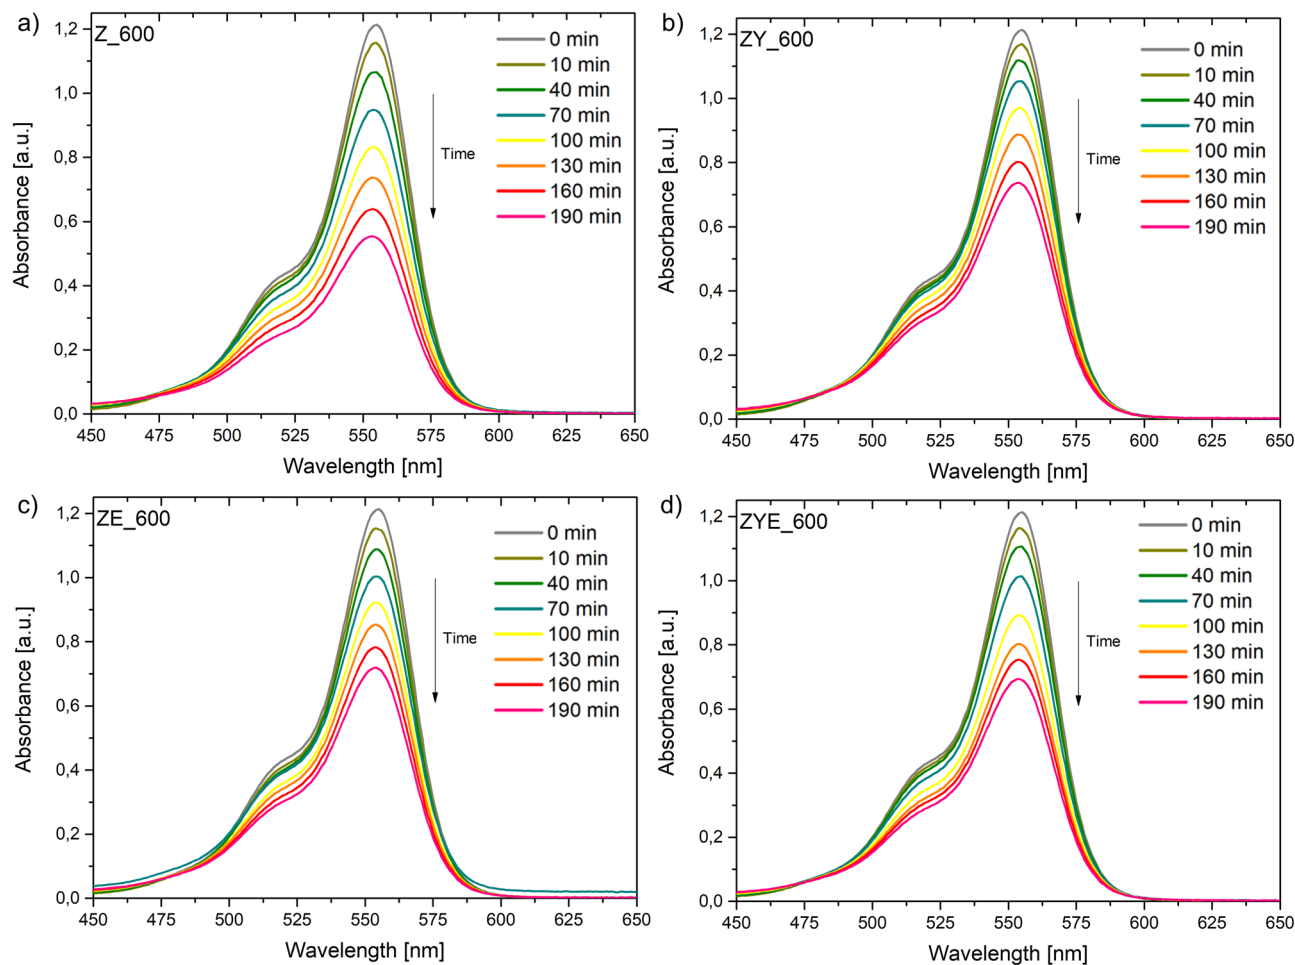 a)
Z_600
Absorbance [a.u.]
1,2
1,0
0,8
0,6
0,4
0,2
0,0
0 min
10 min
40 min
70 min
100 min
130 min
160 min
190 min
Time
450 475 500 525 550 575 600 625 650
Wavelength [nm]
b)
ZY_600
Absorbance [a.u.]
1,2
1,0
0,8
0,6
0,4
0,2
0,0
0 min
10 min
40 min
70 min
100 min
130 min
160 min
190 min
Time
450 475 500 525 550 575 600 625 650
Wavelength [nm]
c)
ZE_600
Absorbance [a.u.]
1,2
1,0
0,8
0,6
0,4
0,2
0,0
0 min
10 min
40 min
70 min
100 min
130 min
160 min
190 min
Time
450 475 500 525 550 575 600 625 650
Wavelength [nm]
d)
ZYE_600
Absorbance [a.u.]
1,2
1,0
0,8
0,6
0,4
0,2
0,0
0 min
10 min
40 min
70 min
100 min
130 min
160 min
190 min
Time
450 475 500 525 550 575 600 625 650
Wavelength [nm]